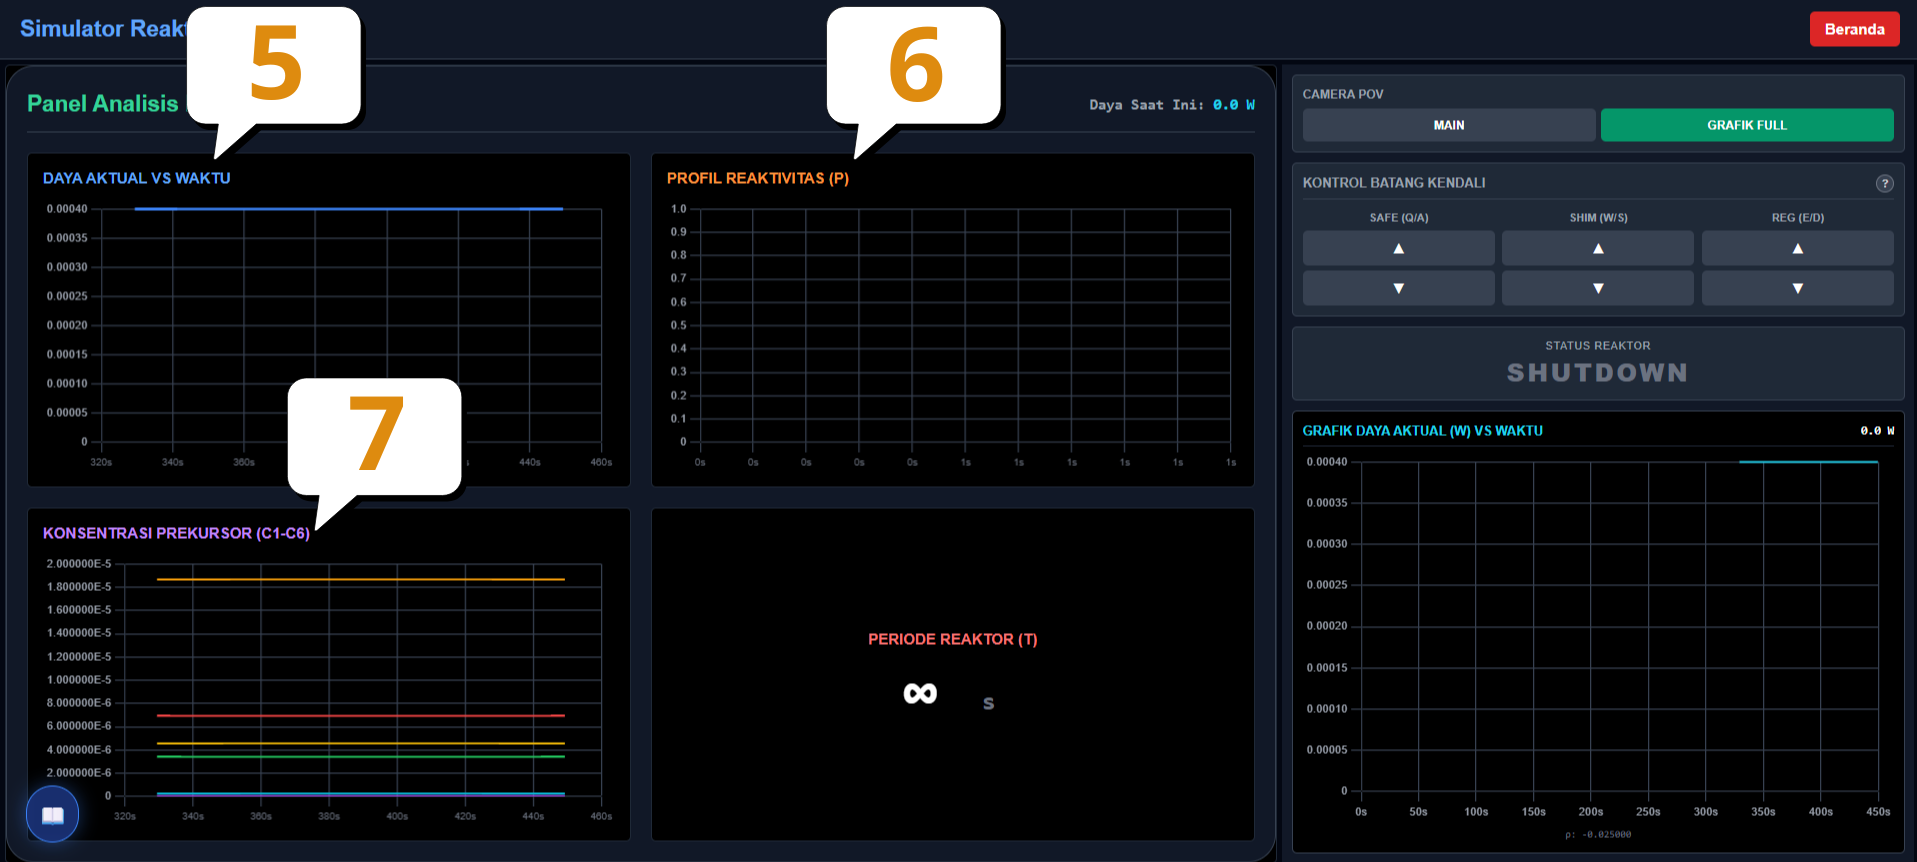 Simulator Reakt
5
6
Beranda
Panel Analisis
Daya Saat Ini: 0.0 W
DAYA AKTUAL VS WAKTU
0.00040
0.00035
0.00030
0.00025
0.00020
0.00015
0.00010
0.00005
0
320s 340s 360s 440s 460s
PROFIL REAKTIVITAS (P)
1.0
0.9
0.8
0.7
0.6
0.5
0.4
0.3
0.2
0.1
0
0s 0s 0s 0s 0s 1s 1s 1s 1s 1s 1s
7
KONSENTRASI PREKURSOR (C1-C6)
2.000000E-5
1.800000E-5
1.600000E-5
1.400000E-5
1.200000E-5
1.000000E-5
8.000000E-6
6.000000E-6
4.000000E-6
2.000000E-6
0
320s 340s 360s 380s 400s 420s 440s 460s
PERIODE REAKTOR (T)
∞ s
CAMERA POV
MAIN GRAFIK FULL
KONTROL BATANG KENDALI ?
SAFE (Q/A) SHIM (W/S) REG (E/D)
▲ ▲ ▲
▼ ▼ ▼
STATUS REAKTOR
SHUTDOWN
GRAFIK DAYA AKTUAL (W) VS WAKTU 0.0 W
0.00040
0.00035
0.00030
0.00025
0.00020
0.00015
0.00010
0.00005
0
0s 50s 100s 150s 200s 250s 300s 350s 400s 450s
ρ: -0.025000